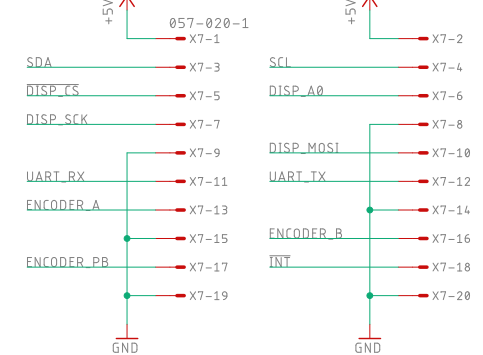 +5V +5V
057-020-1
X7-1 X7-2
SDA X7-3 SCL X7-4
DISP_CS X7-5 DISP_A0 X7-6
DISP_SCK X7-7 X7-8
X7-9 DISP_MOSI X7-10
UART_RX X7-11 UART_TX X7-12
ENCODER_A X7-13 X7-14
X7-15 ENCODER_B X7-16
ENCODER_PB X7-17 INT X7-18
X7-19 X7-20
GND GND